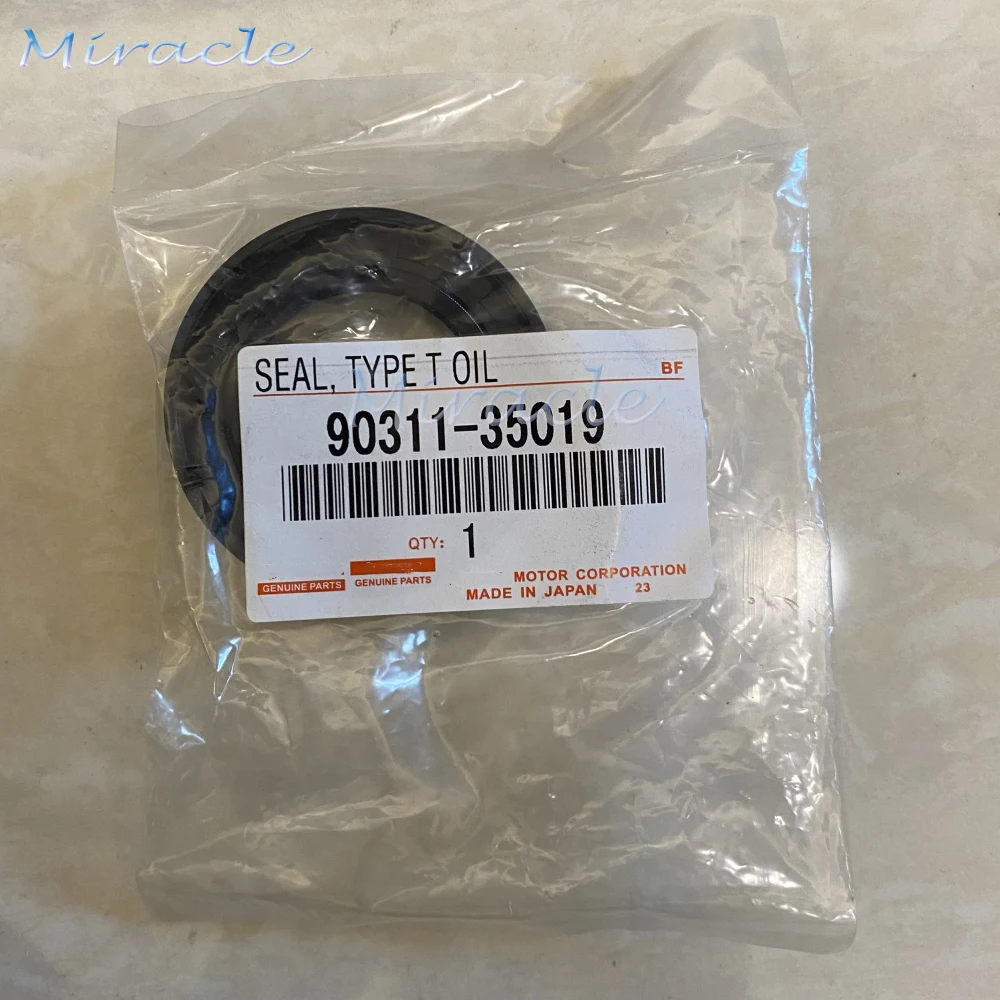 Miracle
SEAL, TYPE T OIL BF
Miracle
90311-35019
QTY: 1
GENUINE PARTS GENUINE PARTS MOTOR CORPORATION
MADE IN JAPAN 23